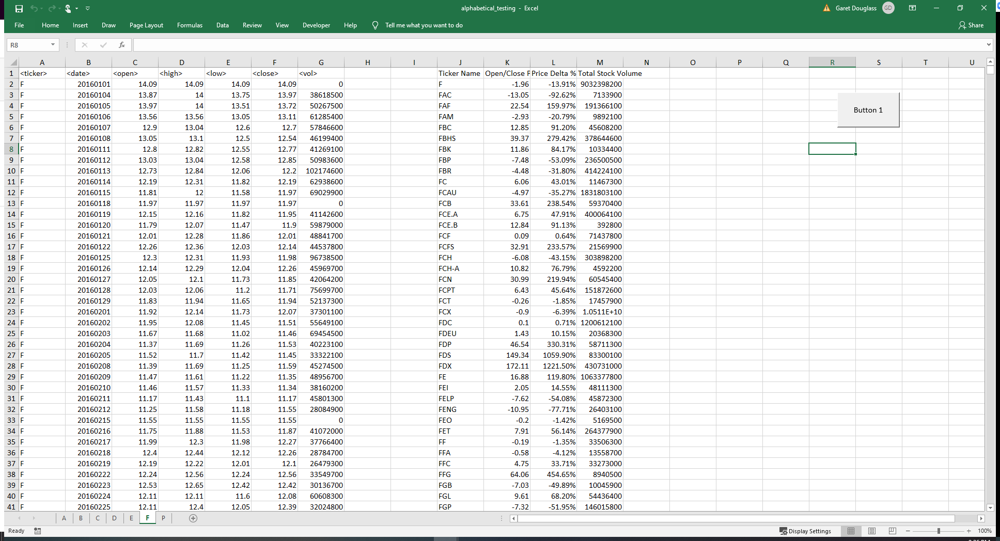 alphabetical_testing - Excel
Garet Douglass GD
File Home Insert Draw Page Layout Formulas Data Review View Developer Help Tell me what you want to do Share
R8 fx
A B C D E F G H I J K L M N O P Q R S T U
1 <ticker> <date> <open> <high> <low> <close> <vol> Ticker Name Open/Close P Price Delta % Total Stock Volume
2 F 20160101 14.09 14.09 14.09 14.09 0 F -1.96 -13.91% 9032398200
3 F 20160104 13.87 14 13.75 13.97 38618500 FAC -13.05 -92.62% 7133900
4 F 20160105 13.97 14 13.51 13.72 50267500 FAF 22.54 159.97% 191366100
Button 1
5 F 20160106 13.56 13.56 13.05 13.11 61285400 FAM -2.93 -20.79% 9892100
6 F 20160107 12.9 13.04 12.6 12.7 57846600 FBC 12.85 91.20% 45608200
7 F 20160108 13.05 13.1 12.5 12.54 46199400 FBHS 39.37 279.42% 378644600
8 F 20160111 12.8 12.82 12.55 12.77 41269100 FBK 11.86 84.17% 10334400
9 F 20160112 13.03 13.04 12.58 12.85 50983600 FBP -7.48 -53.09% 236500500
10 F 20160113 12.73 12.84 12.06 12.2 102174600 FBR -4.48 -31.80% 414224100
11 F 20160114 12.19 12.31 11.82 12.19 62938600 FC 6.06 43.01% 11467300
12 F 20160115 11.81 12 11.58 11.97 69029900 FCAU -4.97 -35.27% 1831803100
13 F 20160118 11.97 11.97 11.97 11.97 0 FCB 33.61 238.54% 59370400
14 F 20160119 12.15 12.16 11.82 11.95 41142600 FCE.A 6.75 47.91% 400064100
15 F 20160120 11.79 12.07 11.47 11.9 59879000 FCE.B 12.84 91.13% 392800
16 F 20160121 12.01 12.28 11.86 12.01 48841700 FCF 0.09 0.64% 71437800
17 F 20160122 12.26 12.36 12.03 12.14 44537800 FCFS 32.91 233.57% 21569900
18 F 20160125 12.3 12.31 11.93 11.98 96738500 FCH -6.08 -43.15% 303898200
19 F 20160126 12.14 12.29 12.04 12.26 45969700 FCH-A 10.82 76.79% 4592200
20 F 20160127 12.05 12.1 11.73 11.85 42064200 FCN 30.99 219.94% 60545400
21 F 20160128 12.03 12.06 11.2 11.71 75699700 FCPT 6.43 45.64% 151872600
22 F 20160129 11.83 11.94 11.65 11.94 52137300 FCT -0.26 -1.85% 17457900
23 F 20160201 11.92 12.14 11.73 12.07 37301100 FCX -0.9 -6.39% 1.0511E+10
24 F 20160202 11.95 12.08 11.45 11.51 55649100 FDC 0.1 0.71% 1200612100
25 F 20160203 11.67 11.68 11.02 11.46 69454500 FDEU 1.43 10.15% 20368300
26 F 20160204 11.37 11.69 11.26 11.53 40223100 FDP 46.54 330.31% 58711300
27 F 20160205 11.52 11.7 11.42 11.45 33322100 FDS 149.34 1059.90% 83300100
28 F 20160208 11.39 11.69 11.25 11.59 45274500 FDX 172.11 1221.50% 430731000
29 F 20160209 11.47 11.61 11.22 11.35 48956700 FE 16.88 119.80% 1063377800
30 F 20160210 11.46 11.57 11.33 11.34 38160200 FEI 2.05 14.55% 48111300
31 F 20160211 11.17 11.43 11.1 11.17 45801300 FELP -7.62 -54.08% 45872300
32 F 20160212 11.25 11.58 11.18 11.55 28084900 FENG -10.95 -77.71% 26403100
33 F 20160215 11.55 11.55 11.55 11.55 0 FEO -0.2 -1.42% 5169500
34 F 20160216 11.75 11.88 11.53 11.87 41072000 FET 7.91 56.14% 264377900
35 F 20160217 11.99 12.3 11.98 12.27 37766400 FF -0.19 -1.35% 33506300
36 F 20160218 12.4 12.44 12.12 12.26 28784700 FFA -0.58 -4.12% 13558700
37 F 20160219 12.19 12.22 12.01 12.1 26479300 FFC 4.75 33.71% 33273000
38 F 20160222 12.24 12.56 12.24 12.56 33549700 FFG 64.06 454.65% 8940500
39 F 20160223 12.53 12.65 12.42 12.42 30136700 FGB -7.03 -49.89% 10045900
40 F 20160224 12.11 12.11 11.6 12.08 60608300 FGL 9.61 68.20% 54436400
41 F 20160225 12.11 12.4 12.05 12.39 32024800 FGP -7.32 -51.95% 146015800
A B C D E F P
Ready Display Settings 100%